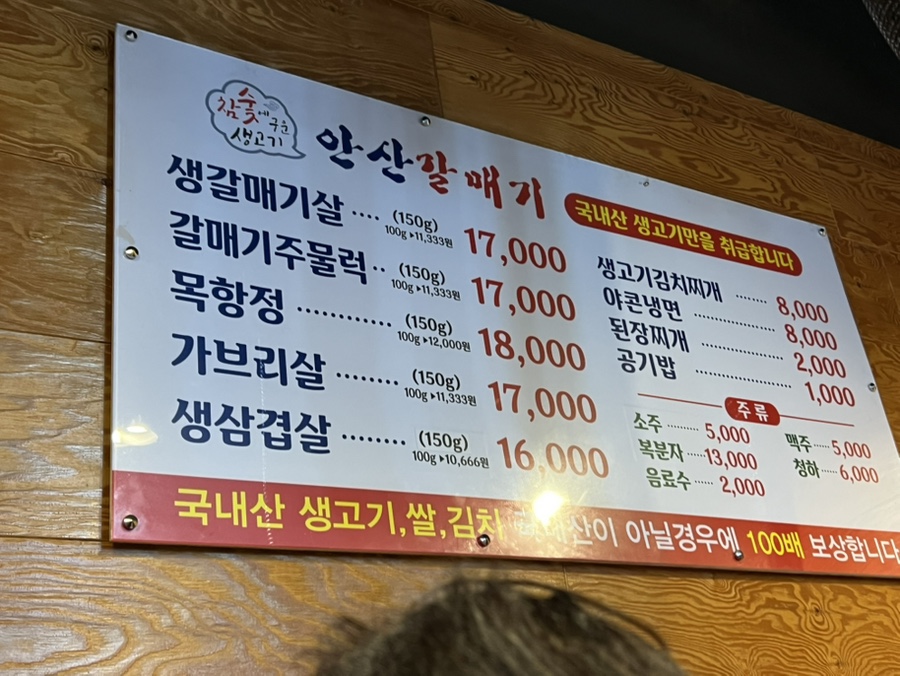 참숯에 구운 생고기
안산갈매기
생갈매기살 .... (150g) 17,000
100g▶11,333원
갈매기주물럭 .. (150g) 17,000
100g▶11,333원
목항정 ............ (150g) 18,000
100g▶12,000원
가브리살 ........ (150g) 17,000
100g▶11,333원
생삼겹살 ........ (150g) 16,000
100g▶10,666원
국내산 생고기만을 취급합니다
생고기김치찌개 ...... 8,000
야콘냉면 .............. 8,000
된장찌개 ............. 2,000
공기밥 ................ 1,000
주류
소주 ........ 5,000
맥주 ..... 5,000
복분자 ..... 13,000
청하 .... 6,000
음료수 ..... 2,000
국내산 생고기,쌀,김치 아닐경우에 100배 보상합니다